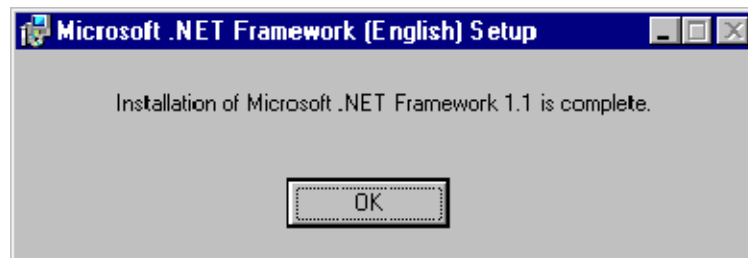 Microsoft .NET Framework (English) Setup
Installation of Microsoft .NET Framework 1.1 is complete.
OK